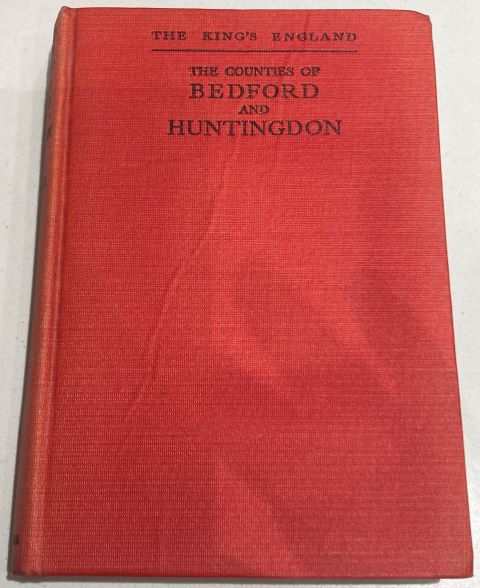 THE KING'S ENGLAND
THE COUNTIES OF
BEDFORD
AND
HUNTINGDON